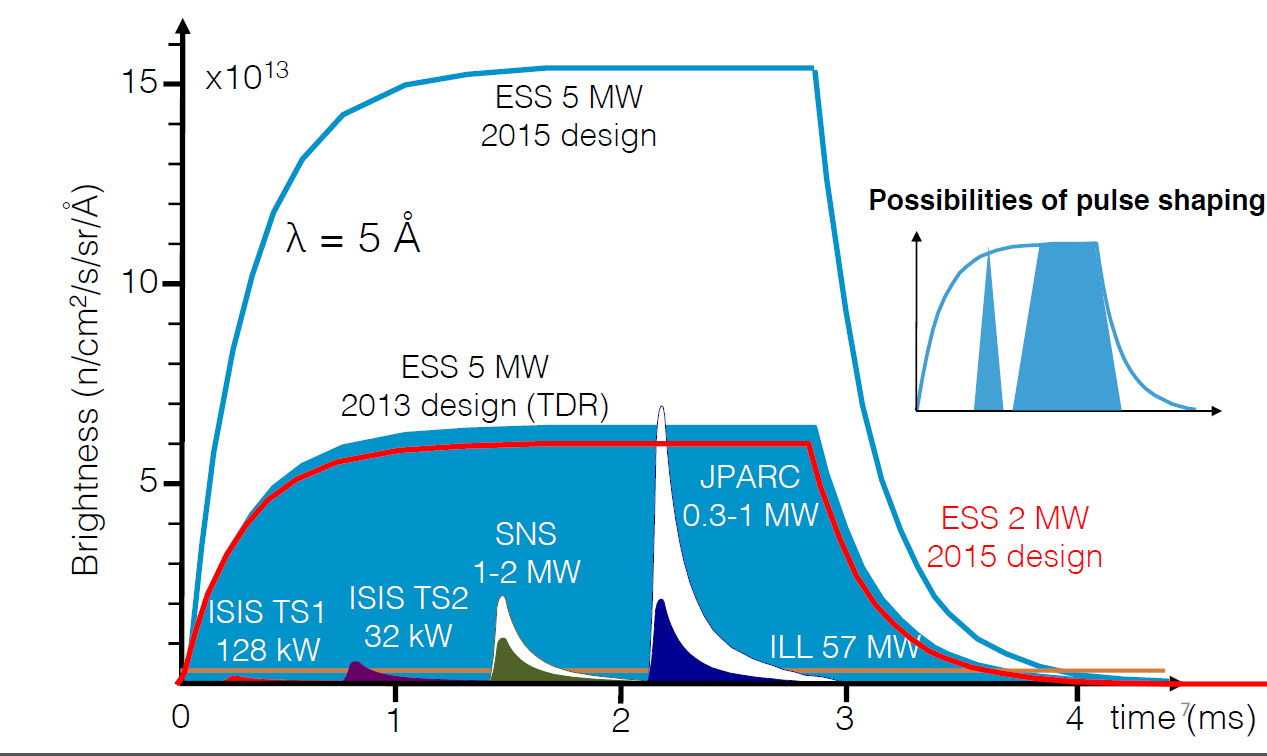 x10¹³
15
ESS 5 MW
2015 design
λ = 5 Å
Possibilities of pulse shaping
10
Brightness (n/cm²/s/sr/Å)
ESS 5 MW
2013 design (TDR)
5
JPARC
0.3-1 MW
ESS 2 MW
2015 design
SNS
1-2 MW
ISIS TS1
128 kW
ISIS TS2
32 kW
ILL 57 MW
0
1
2
3
4
time (ms)
7